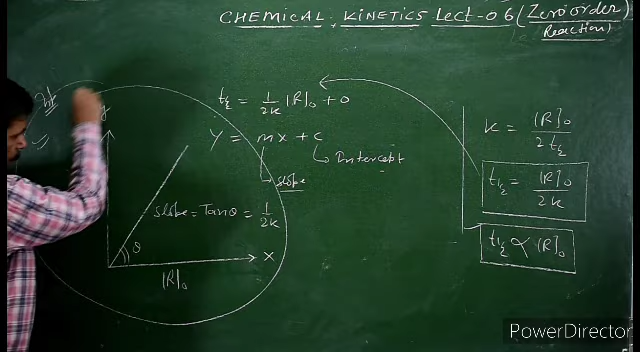 CHEMICAL KINETICS Lect-06 (Zero order Reaction)
t½ = 1/2k [R]₀ + 0
Y = mx + c
Slope
Intercept
y
Slope = Tanθ = 1/2k
θ
X
[R]₀
K = [R]₀/2t½
t½ = [R]₀/2k
t½ ∝ [R]₀
PowerDirector